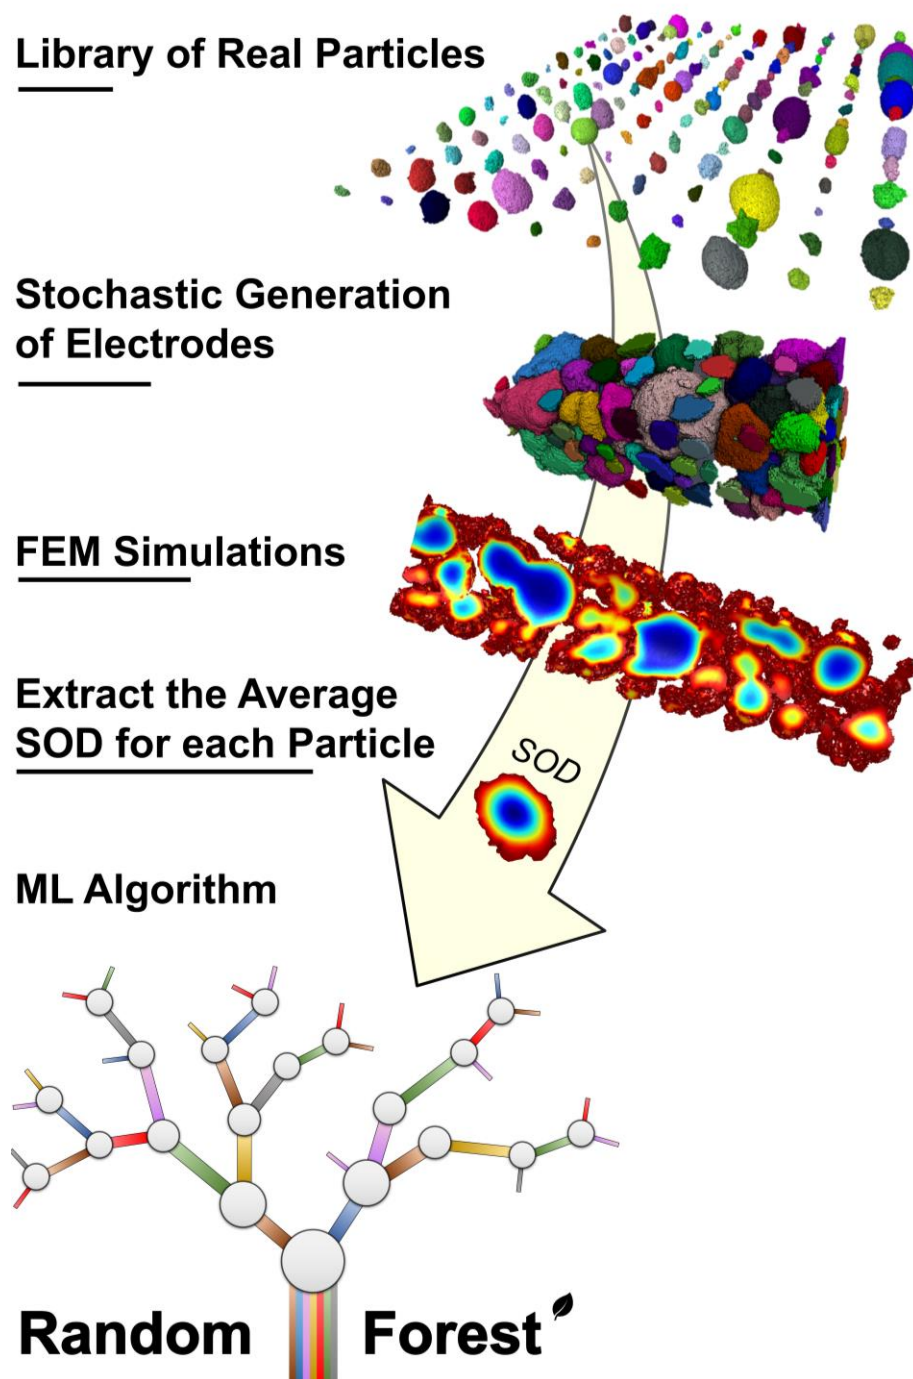 Library of Real Particles
Stochastic Generation
of Electrodes
FEM Simulations
Extract the Average
SOD for each Particle
SOD
ML Algorithm
Random Forest